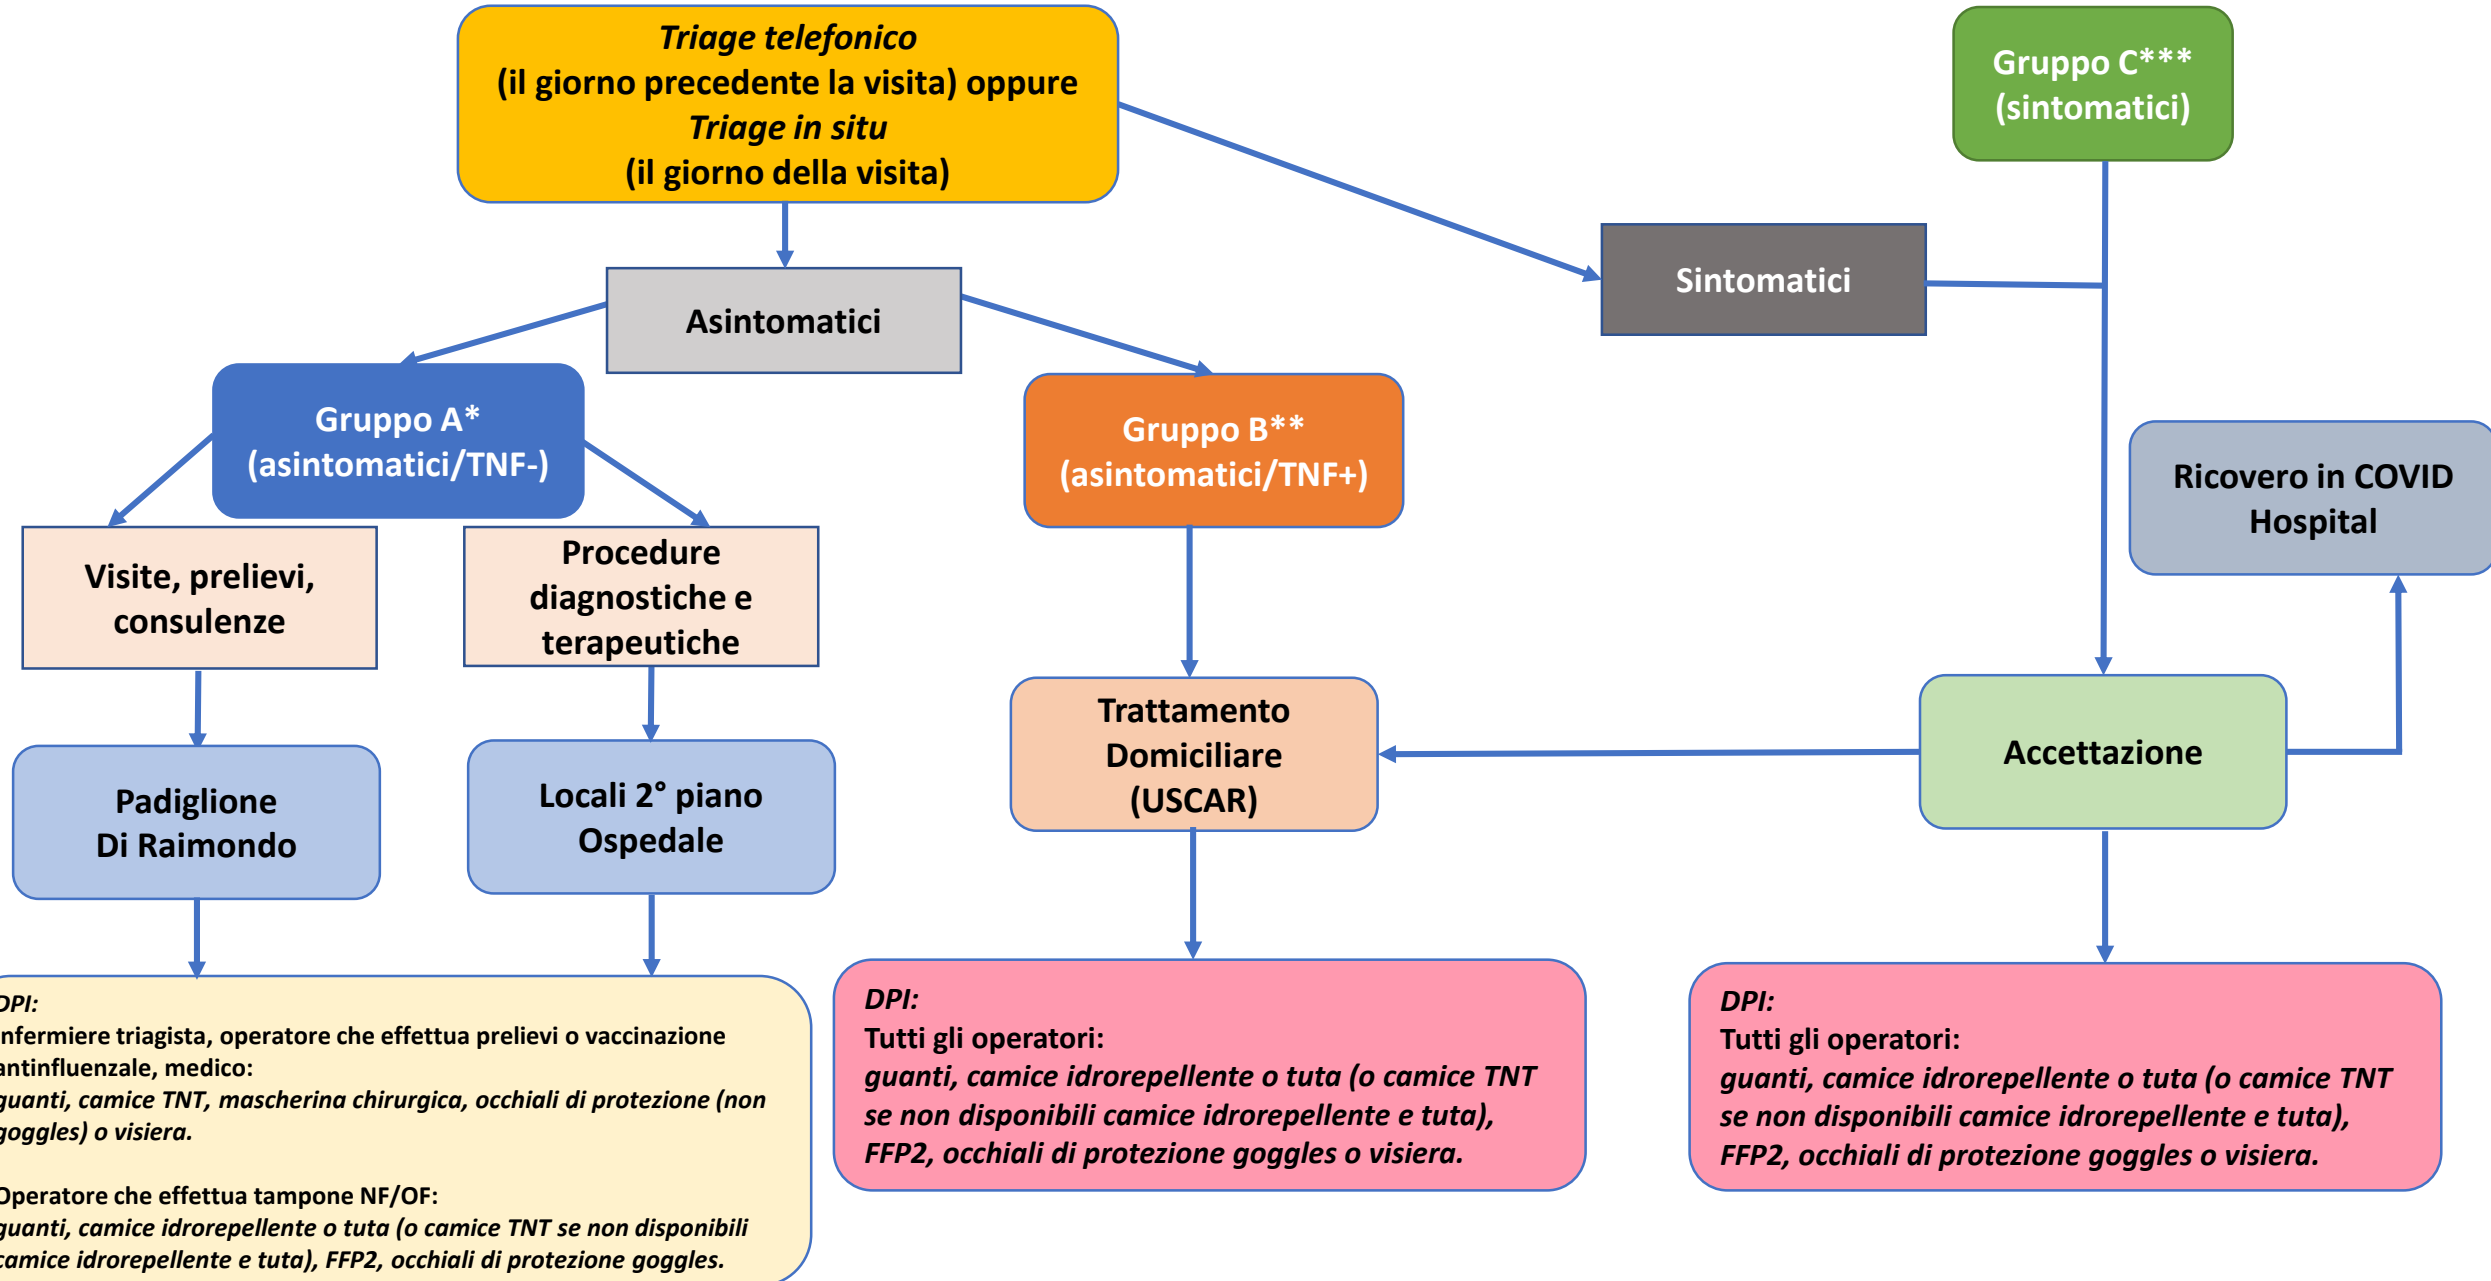 Triage telefonico
(il giorno precedente la visita) oppure
Triage in situ
(il giorno della visita)
Gruppo C***
(sintomatici)
Sintomatici
Asintomatici
Gruppo A*
(asintomatici/TNF-)
Gruppo B**
(asintomatici/TNF+)
Ricovero in COVID
Hospital
Visite, prelievi,
consulenze
Procedure
diagnostiche e
terapeutiche
Trattamento
Domiciliare
(USCAR)
Accettazione
Padiglione
Di Raimondo
Locali 2° piano
Ospedale
DPI:
Infermiere triagista, operatore che effettua prelievi o vaccinazione
antinfluenzale, medico:
guanti, camice TNT, mascherina chirurgica, occhiali di protezione (non
goggles) o visiera.
Operatore che effettua tampone NF/OF:
guanti, camice idrorepellente o tuta (o camice TNT se non disponibili
camice idrorepellente e tuta), FFP2, occhiali di protezione goggles.
DPI:
Tutti gli operatori:
guanti, camice idrorepellente o tuta (o camice TNT
se non disponibili camice idrorepellente e tuta),
FFP2, occhiali di protezione goggles o visiera.
DPI:
Tutti gli operatori:
guanti, camice idrorepellente o tuta (o camice TNT
se non disponibili camice idrorepellente e tuta),
FFP2, occhiali di protezione goggles o visiera.